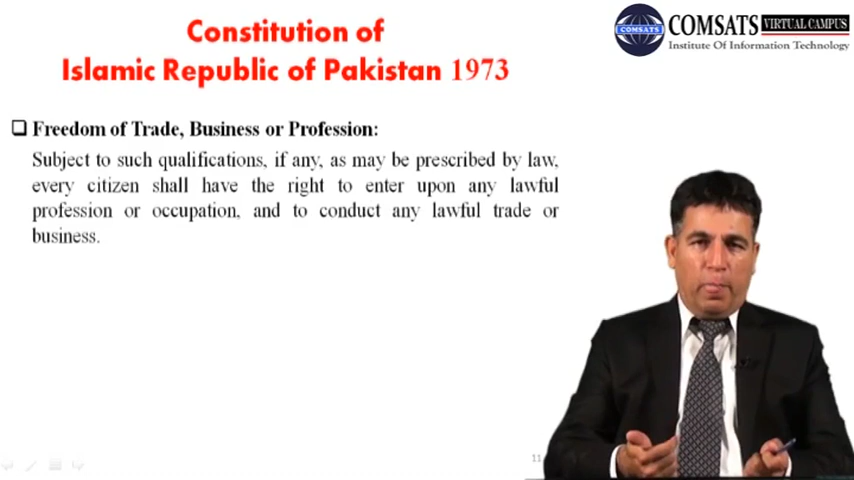 Constitution of
Islamic Republic of Pakistan 1973
COMSATS
COMSATS VIRTUAL CAMPUS
Institute Of Information Technology
❑ Freedom of Trade, Business or Profession:
Subject to such qualifications, if any, as may be prescribed by law,
every citizen shall have the right to enter upon any lawful
profession or occupation, and to conduct any lawful trade or
business.
11